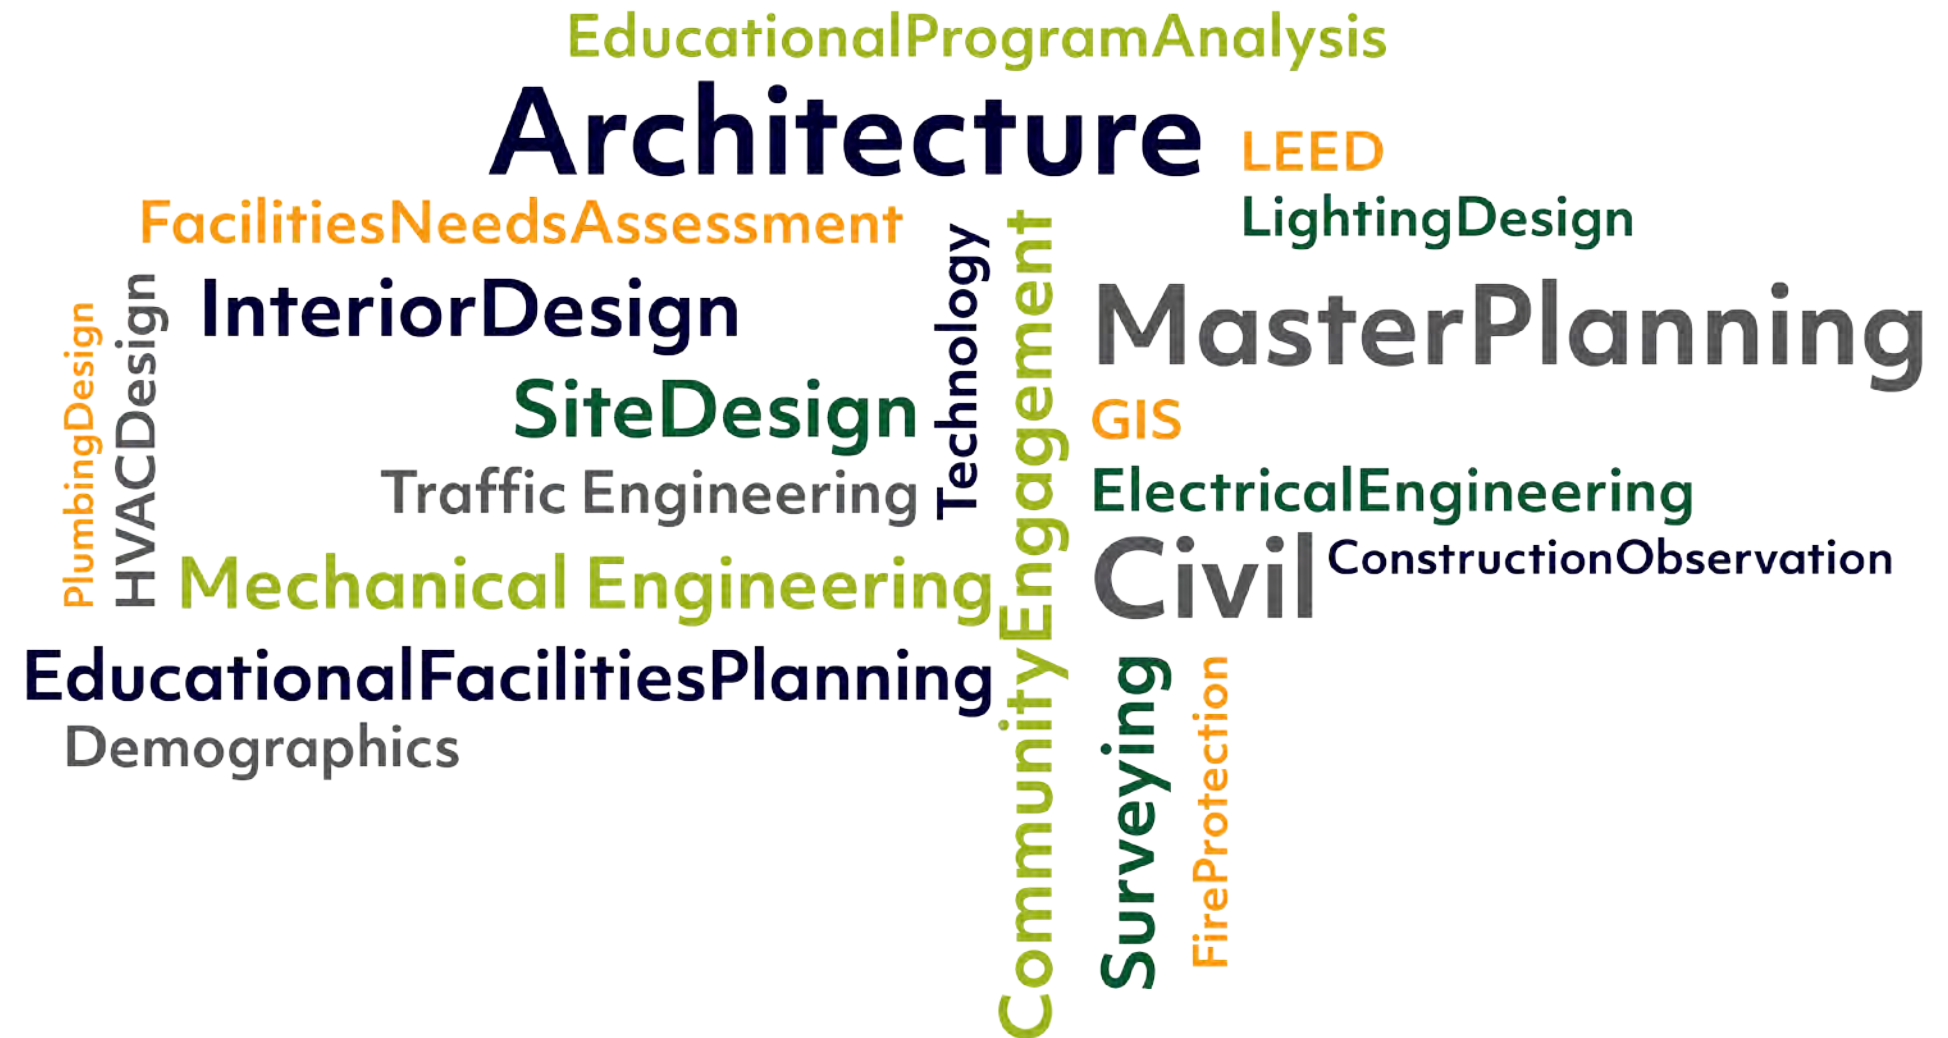 EducationalProgramAnalysis
Architecture
LEED
FacilitiesNeedsAssessment
LightingDesign
PlumbingDesign
HVACDesign
InteriorDesign
Technology
CommunityEngagement
MasterPlanning
SiteDesign
GIS
Traffic Engineering
ElectricalEngineering
Mechanical Engineering
Civil
ConstructionObservation
EducationalFacilitiesPlanning
Surveying
FireProtection
Demographics